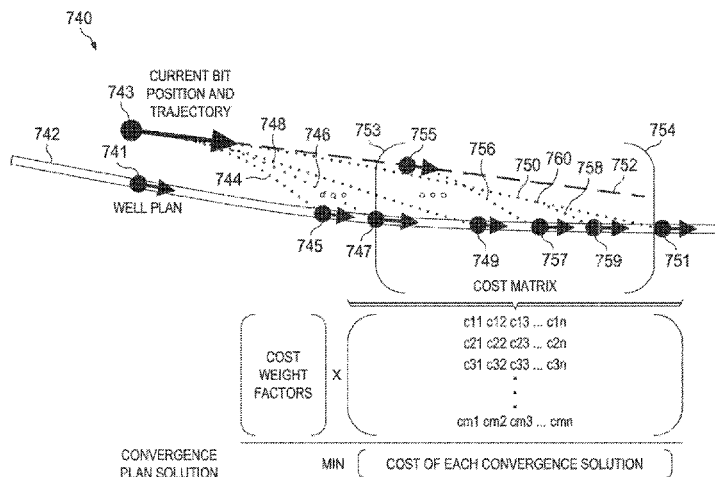 740
CURRENT BIT
POSITION AND
TRAJECTORY
743
742
741
744
748
746
753
755
756
750
760
758
752
754
WELL PLAN
745
747
749
757
759
751
COST MATRIX
COST
WEIGHT
FACTORS
X
c11 c12 c13 ... c1n
c21 c22 c23 ... c2n
c31 c32 c33 ... c3n
cm1 cm2 cm3 ... cmn
CONVERGENCE
PLAN SOLUTION
MIN
COST OF EACH CONVERGENCE SOLUTION